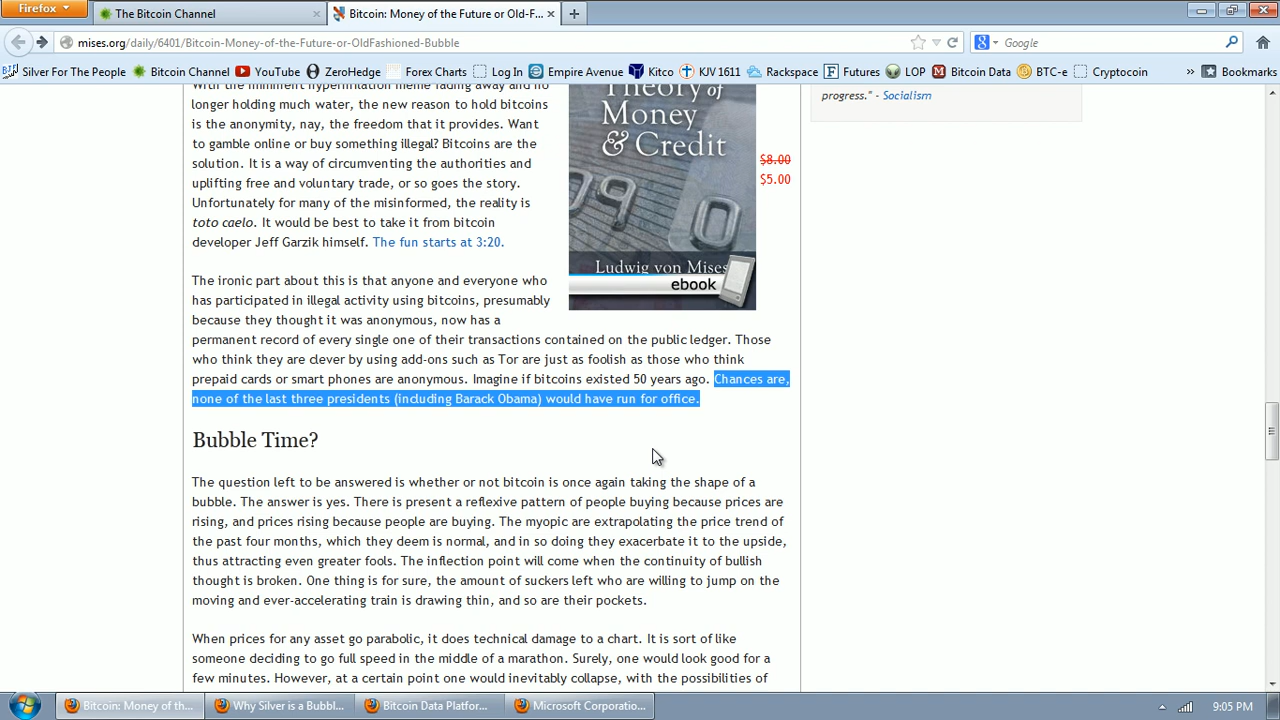 Firefox
The Bitcoin Channel
Bitcoin: Money of the Future or Old-F...
mises.org/daily/6401/Bitcoin-Money-of-the-Future-or-OldFashioned-Bubble
Google
Silver For The People
Bitcoin Channel
YouTube
ZeroHedge
Forex Charts
Log In
Empire Avenue
Kitco
KJV 1611
Rackspace
Futures
LOP
Bitcoin Data
BTC-e
Cryptocoin
»
Bookmarks
With the imminent hyperinflation meme fading away and no
longer holding much water, the new reason to hold bitcoins
is the anonymity, nay, the freedom that it provides. Want
to gamble online or buy something illegal? Bitcoins are the
solution. It is a way of circumventing the authorities and
uplifting free and voluntary trade, or so goes the story.
Unfortunately for many of the misinformed, the reality is
toto caelo. It would be best to take it from bitcoin
developer Jeff Garzik himself. The fun starts at 3:20.
Theory of
Money
& Credit
09 0
Ludwig von Mises
ebook
$8.00
$5.00
progress." - Socialism
The ironic part about this is that anyone and everyone who
has participated in illegal activity using bitcoins, presumably
because they thought it was anonymous, now has a
permanent record of every single one of their transactions contained on the public ledger. Those
who think they are clever by using add-ons such as Tor are just as foolish as those who think
prepaid cards or smart phones are anonymous. Imagine if bitcoins existed 50 years ago. Chances are,
none of the last three presidents (including Barack Obama) would have run for office.
Bubble Time?
The question left to be answered is whether or not bitcoin is once again taking the shape of a
bubble. The answer is yes. There is present a reflexive pattern of people buying because prices are
rising, and prices rising because people are buying. The myopic are extrapolating the price trend of
the past four months, which they deem is normal, and in so doing they exacerbate it to the upside,
thus attracting even greater fools. The inflection point will come when the continuity of bullish
thought is broken. One thing is for sure, the amount of suckers left who are willing to jump on the
moving and ever-accelerating train is drawing thin, and so are their pockets.
When prices for any asset go parabolic, it does technical damage to a chart. It is sort of like
someone deciding to go full speed in the middle of a marathon. Surely, one would look good for a
few minutes. However, at a certain point one would inevitably collapse, with the possibilities of
Bitcoin: Money of th...
Why Silver is a Bubbl...
Bitcoin Data Platfor...
Microsoft Corporatio...
9:05 PM